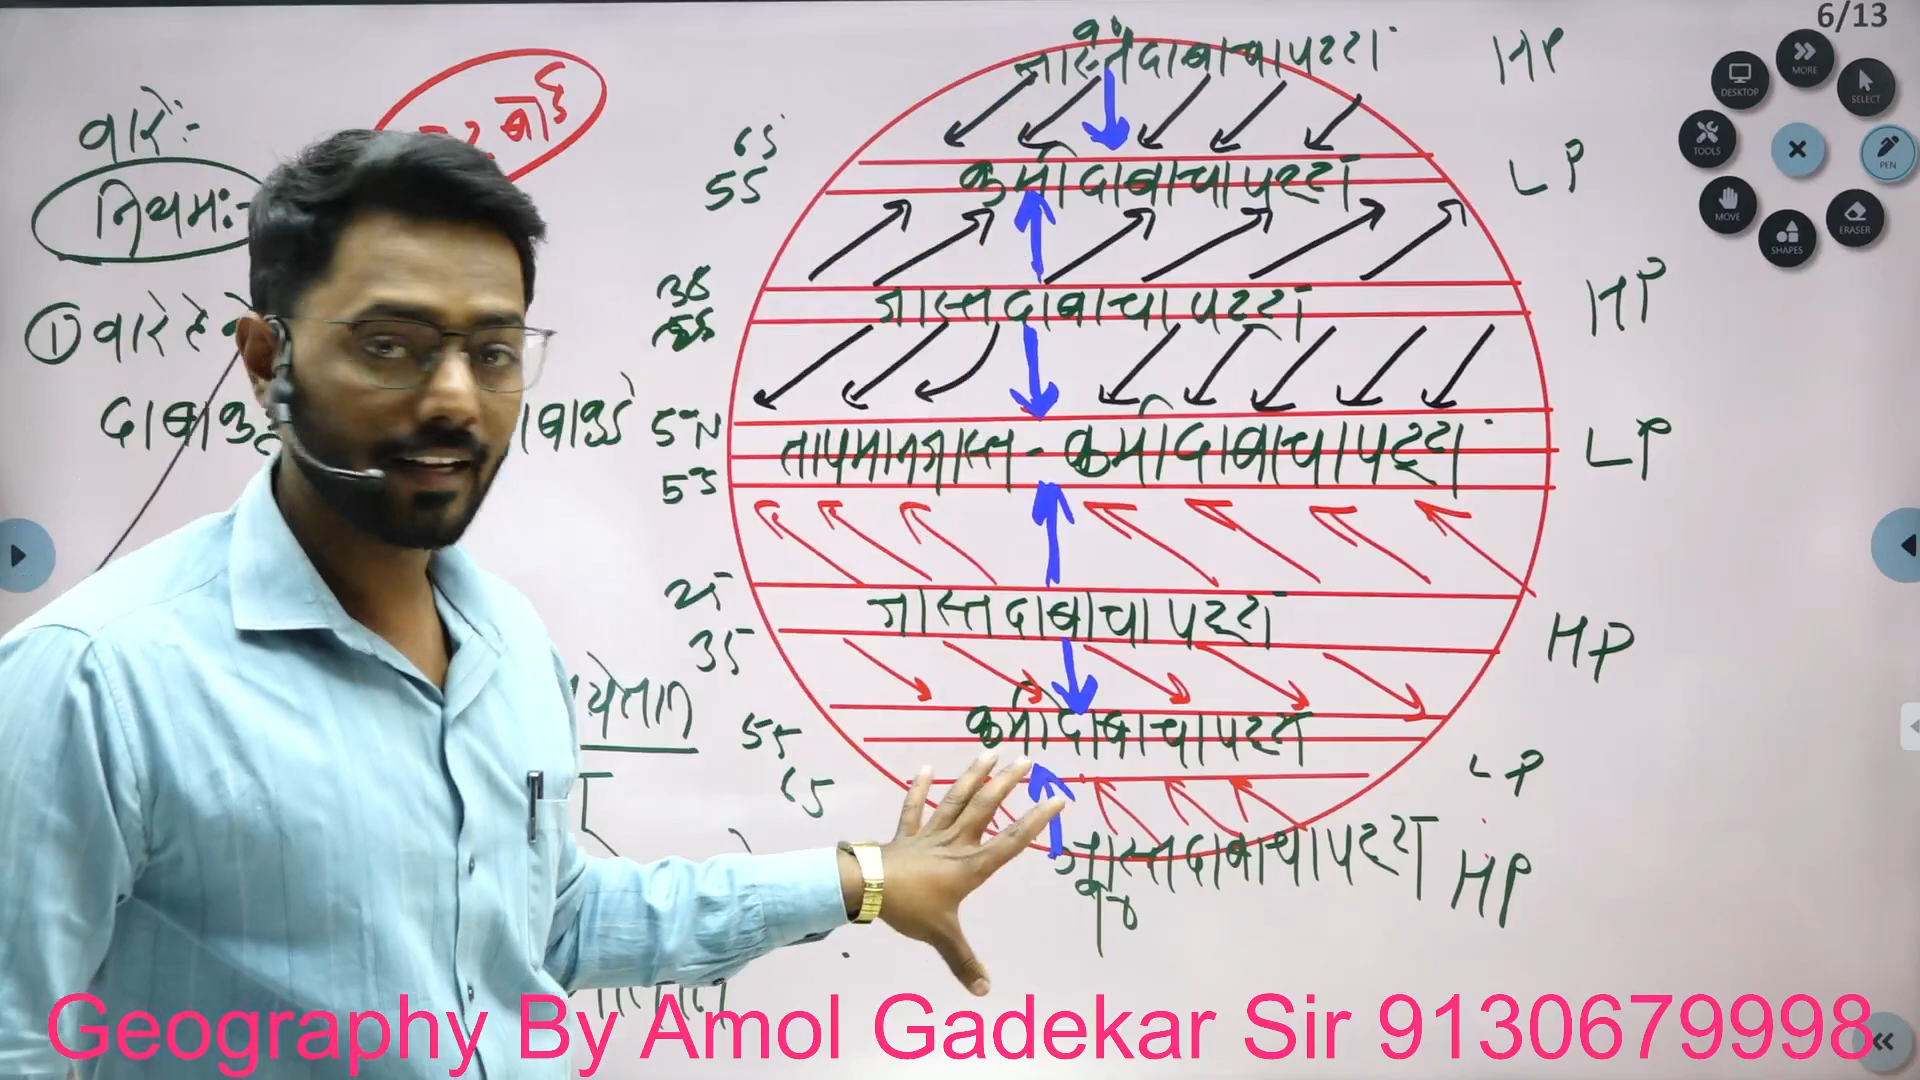 6/13
MORE
DESKTOP
SELECT
TOOLS
PEN
MOVE
ERASER
SHAPES
वारे:-
नियम:-
① वारे हे
९०
जास्त दाबाचा पट्टा
HP
65
55
कमी दाबाचा पट्टा
LP
35
जास्त दाबाचा पट्टा
HP
5°N
तापमान जास्त - कमी दाबाचा पट्टा
LP
5°S
25
जास्त दाबाचा पट्टा
35
HP
55
कमी दाबाचा पट्टा
LP
65
जास्त दाबाचा पट्टा
HP
९०
Geography By Amol Gadekar Sir 9130679998